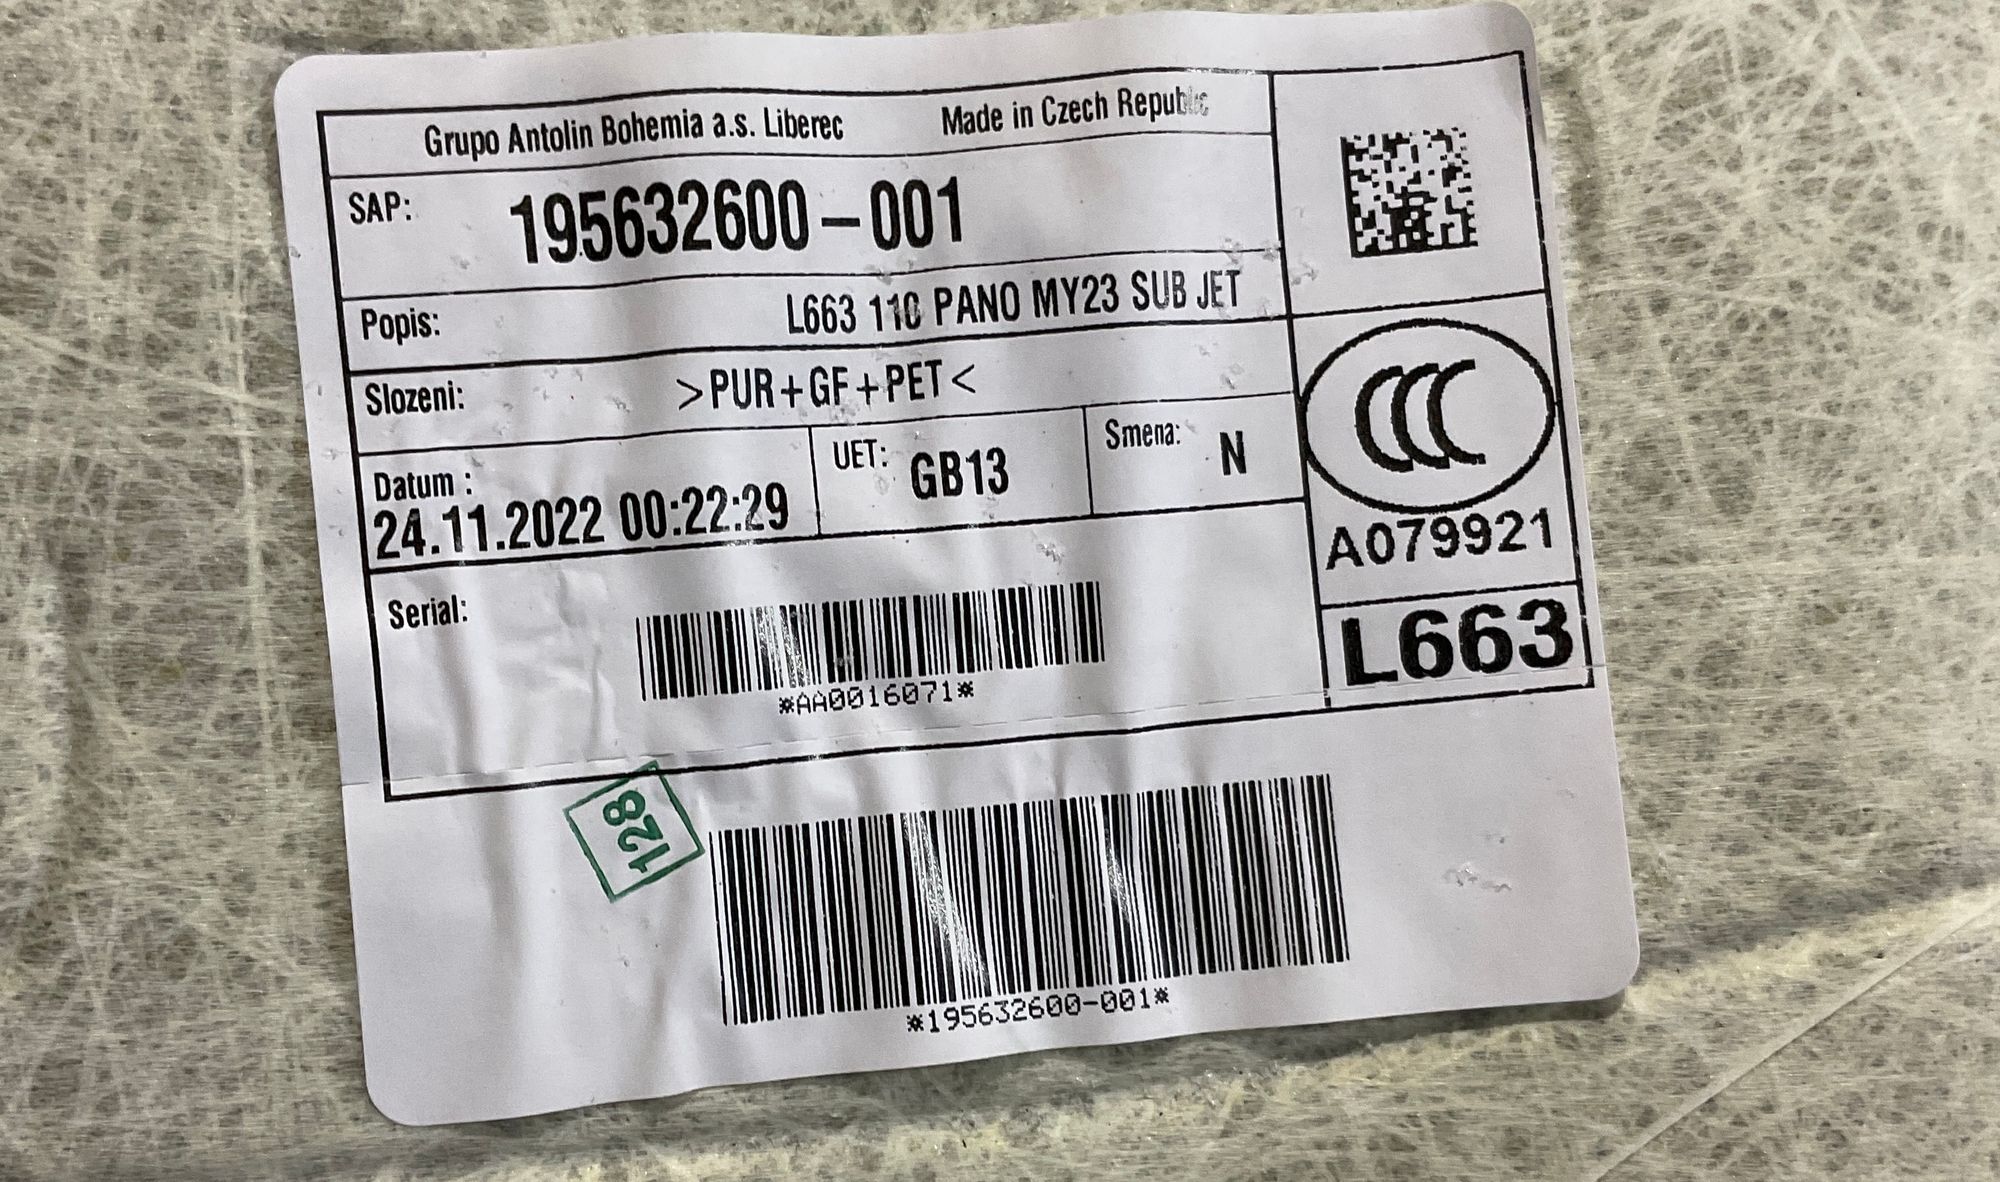 Grupo Antolin Bohemia a.s. Liberec Made in Czech Republic
SAP: 195632600-001
Popis: L663 110 PANO MY23 SUB JET
Slozeni: >PUR+GF+PET<
Datum : UET: GB13 Smena: N
24.11.2022 00:22:29
CCC
A079921
Serial:
*AA0016071*
L663
128
*195632600-001*